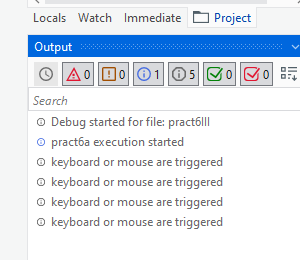 Locals Watch Immediate Project
Output
0 0 1 5 0 0
Search
Debug started for file: pract6III
pract6a execution started
keyboard or mouse are triggered
keyboard or mouse are triggered
keyboard or mouse are triggered
keyboard or mouse are triggered